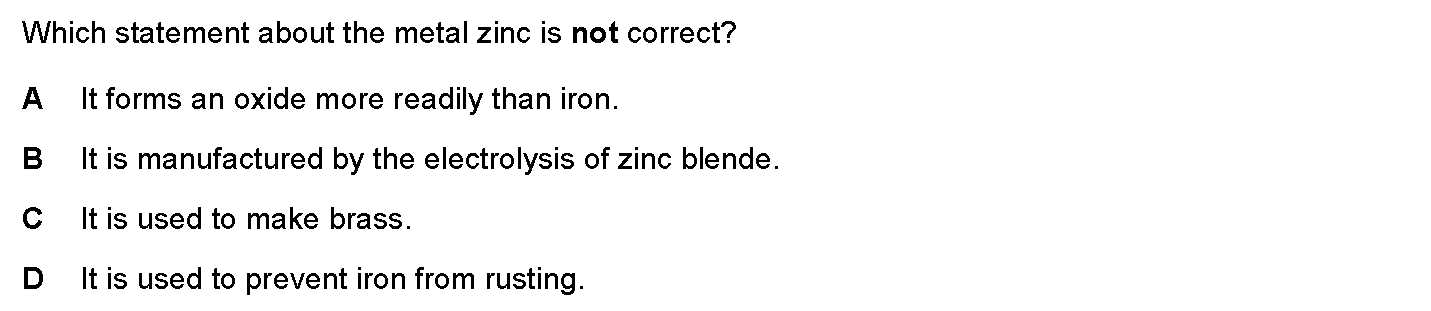 Which statement about the metal zinc is not correct?
A It forms an oxide more readily than iron.
B It is manufactured by the electrolysis of zinc blende.
C It is used to make brass.
D It is used to prevent iron from rusting.